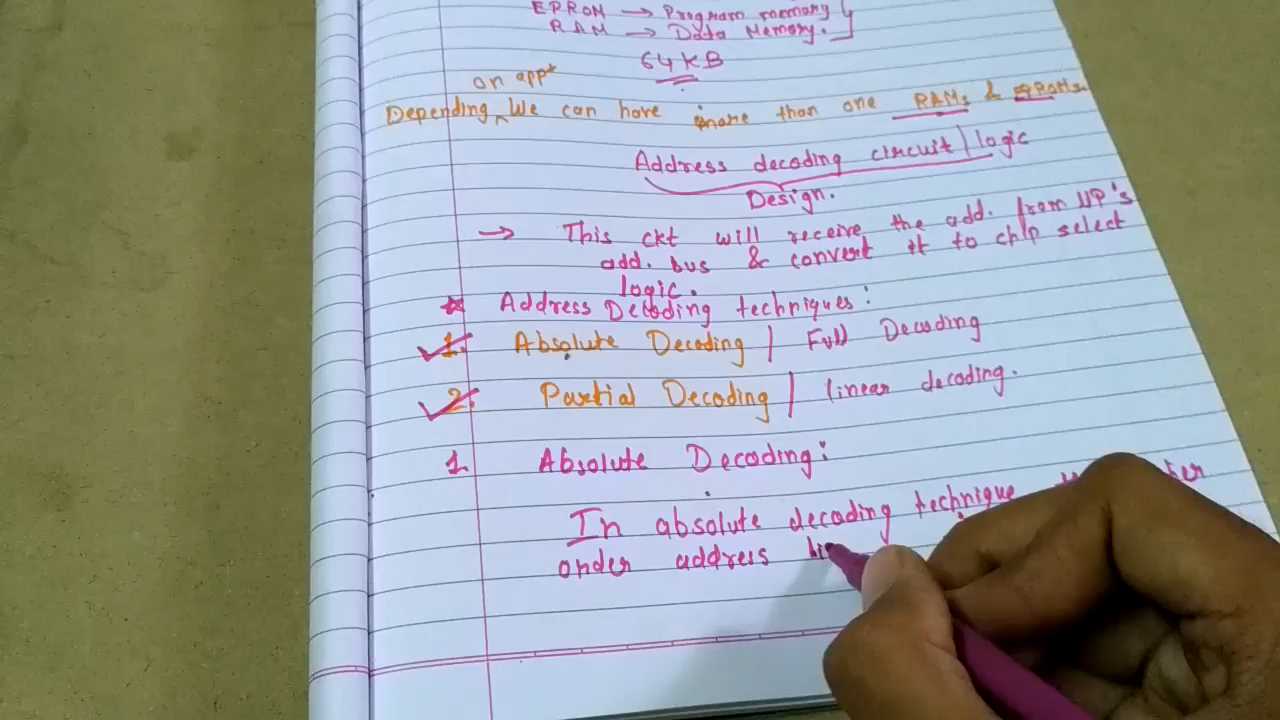 EPROM → Program memory
RAM → Data Memory.
64KB
on appⁿ
Depending, We can have more than one RAMs & EPROMs.
Address decoding circuit/logic
Design.
→ This ckt will receive the add. from UP's
add. bus & convert it to chip select
logic.
* Address Decoding techniques:
1. Absolute Decoding / Full Decoding
2. Partial Decoding / linear decoding.
1 Absolute Decoding:
In absolute decoding technique
order address